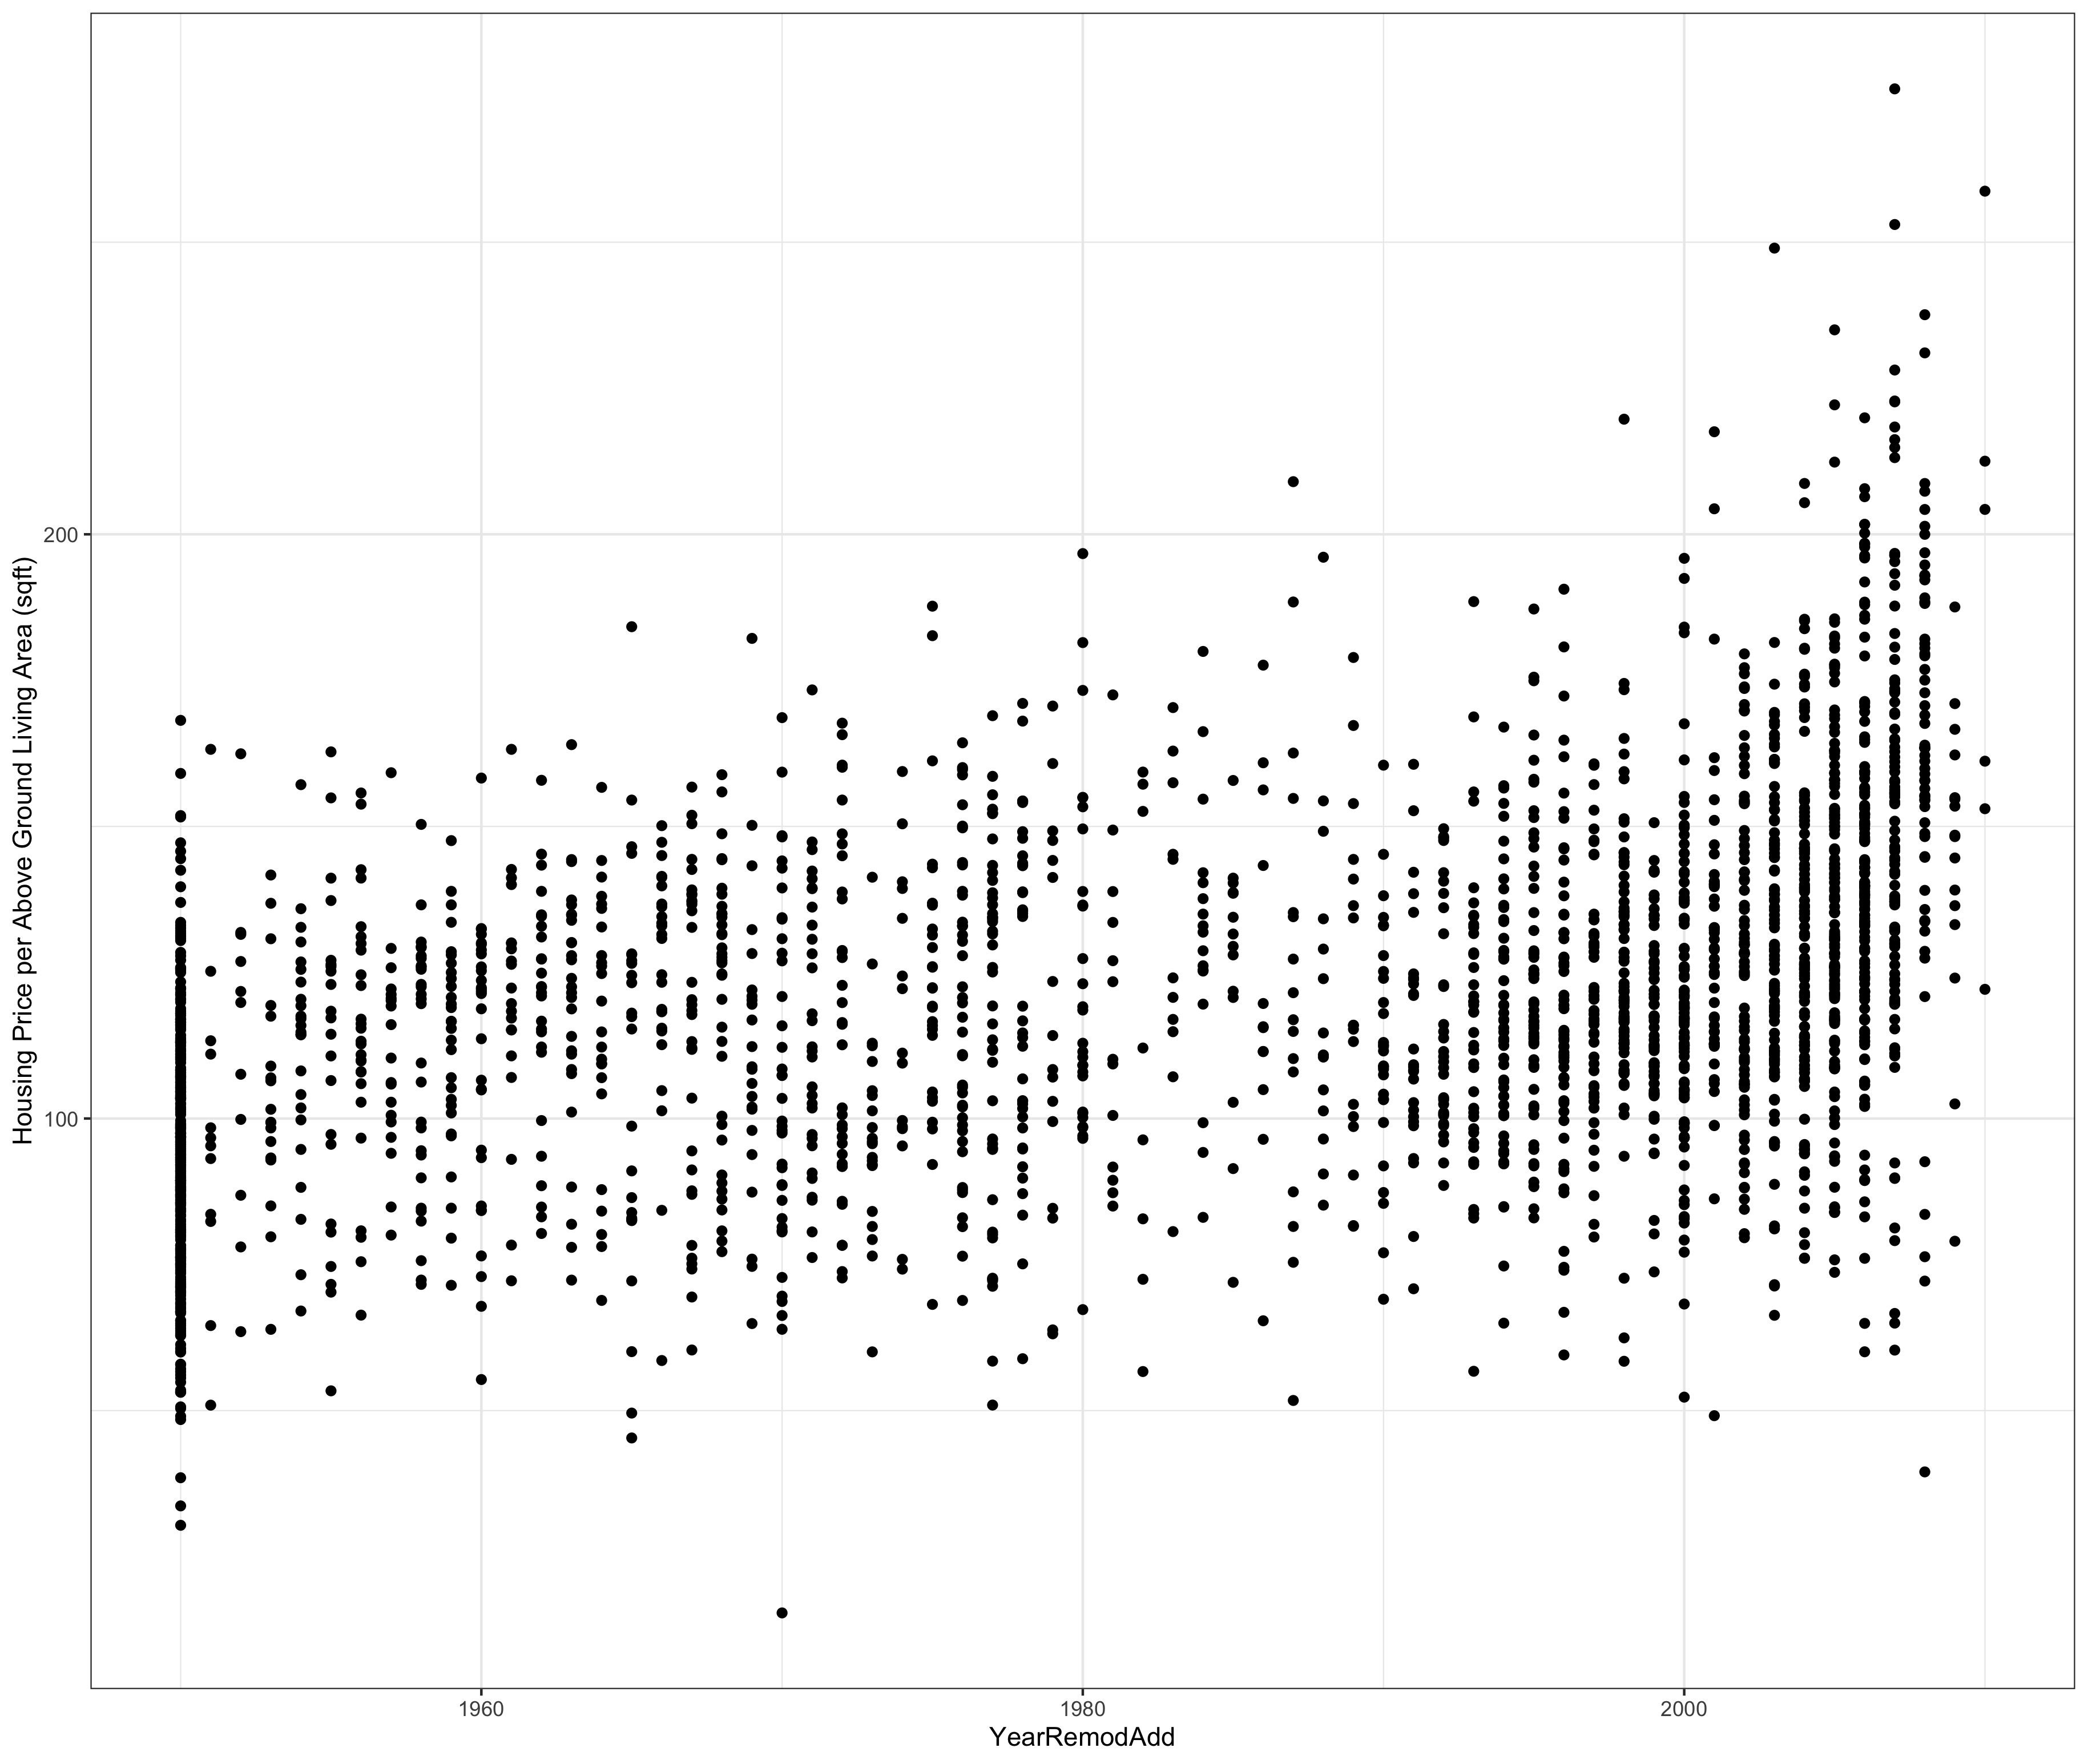 Housing Price per Above Ground Living Area (sqft)
200
100
1960
1980
2000
YearRemodAdd